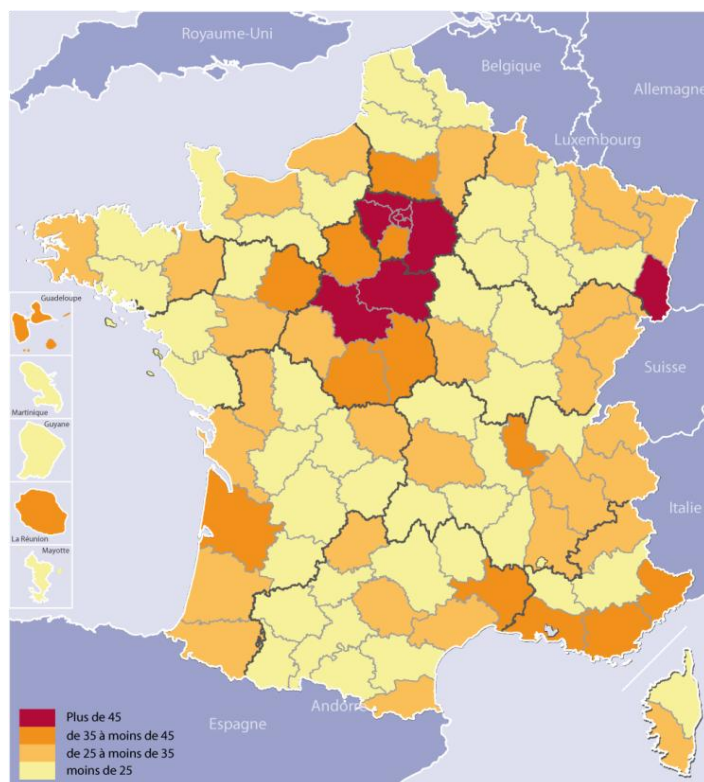 Royaume-Uni
Belgique
Allemagne
Luxembourg
Guadeloupe
Suisse
Martinique
Guyane
Italie
La Réunion
Mayotte
Andorre
Espagne
Plus de 45
de 35 à moins de 45
de 25 à moins de 35
moins de 25